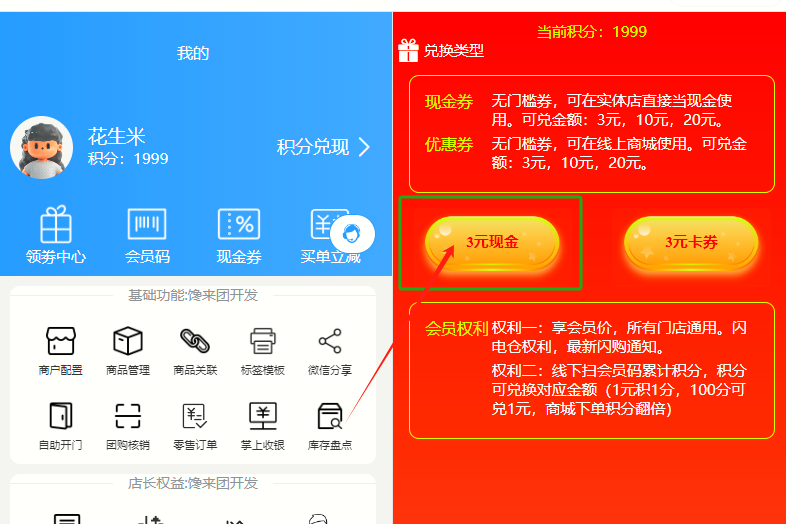 我的
花生米
积分：1999
积分兑现
领券中心
会员码
现金券
买单立减
基础功能:馋来团开发
商户配置
商品管理
商品关联
标签模板
微信分享
自助开门
团购核销
零售订单
掌上收银
库存盘点
店长权益:馋来团开发
当前积分：1999
兑换类型
现金券
无门槛券，可在实体店直接当现金使
用。可兑金额：3元，10元，20元。
优惠券
无门槛券，可在线上商城使用。可兑金
额：3元，10元，20元。
3元现金
3元卡券
会员权利
权利一：享会员价，所有门店通用。闪
电仓权利，最新闪购通知。
权利二：线下扫会员码累计积分，积分
可兑换对应金额（1元积1分，100分可
兑1元，商城下单积分翻倍）